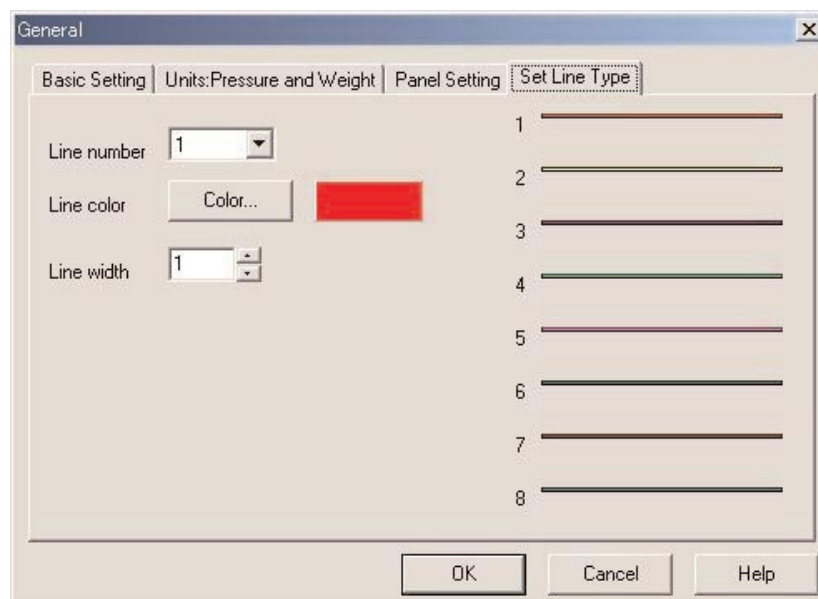 General
Basic Setting
Units:Pressure and Weight
Panel Setting
Set Line Type
Line number
1
Line color
Color...
Line width
1
1
2
3
4
5
6
7
8
OK
Cancel
Help